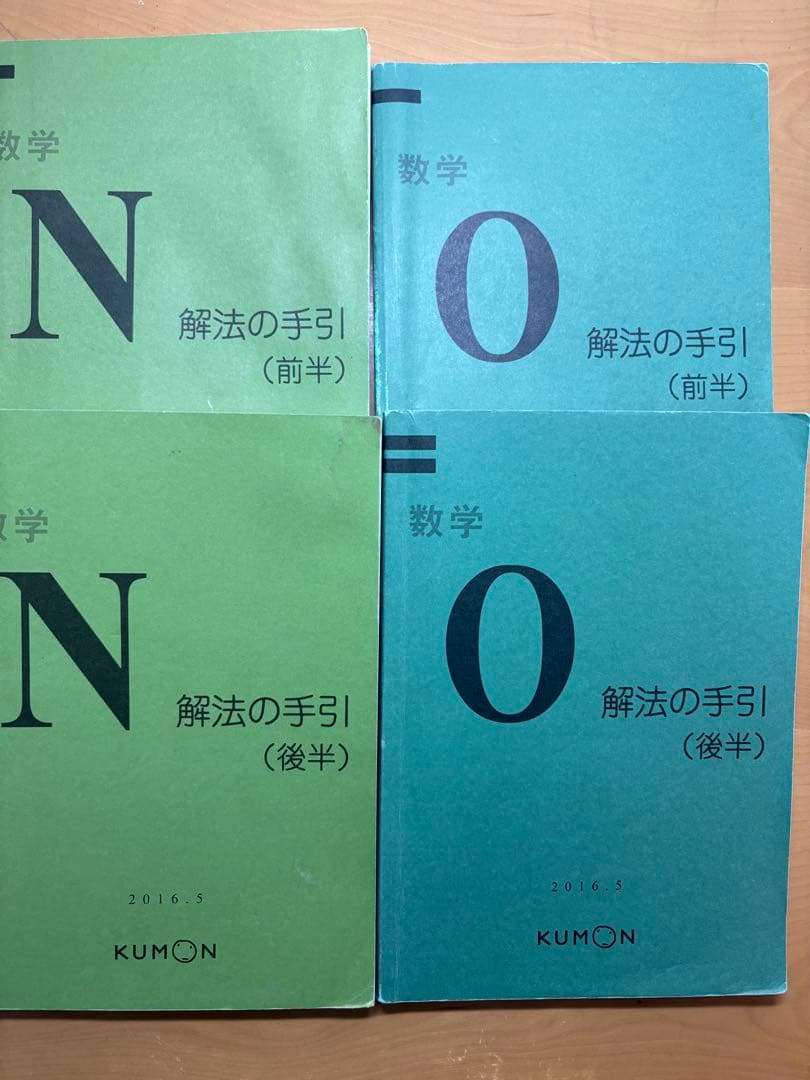 数学
N
解法の手引
(前半)
数学
O
解法の手引
(前半)
数学
N
解法の手引
(後半)
2016.5
KUMON
数学
O
解法の手引
(後半)
2016.5
KUMON